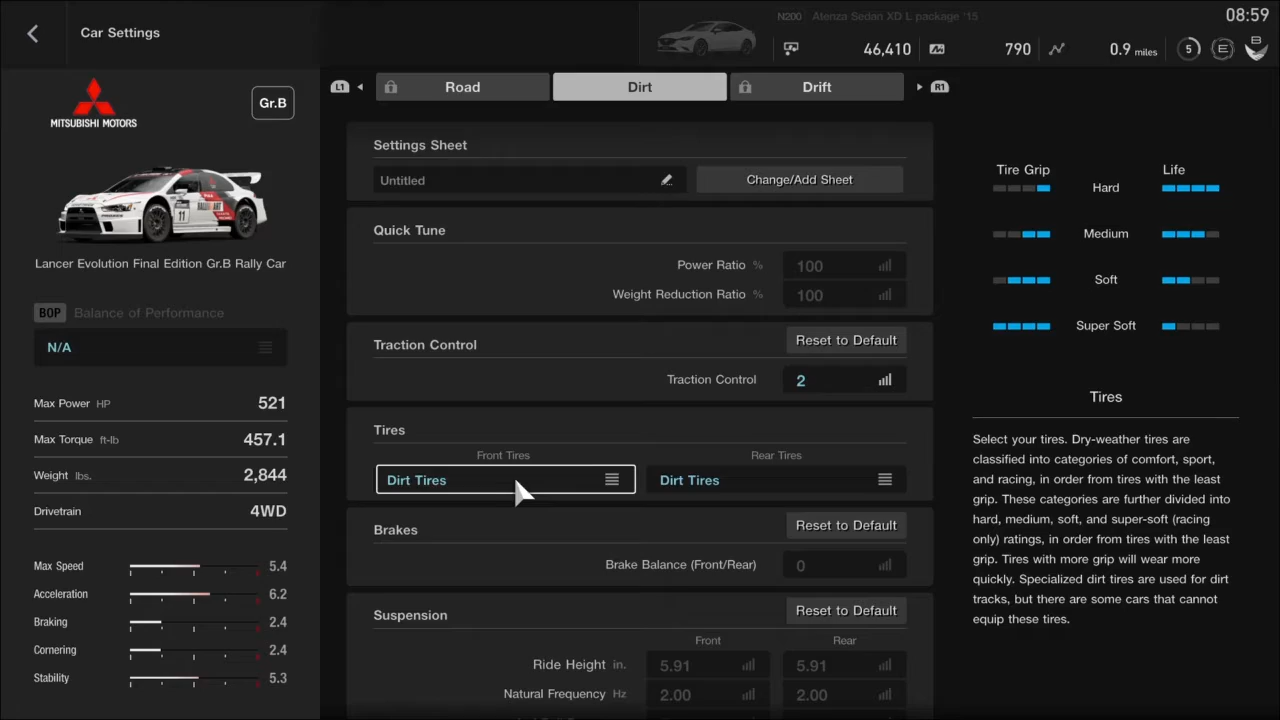 Car Settings
N200 Atenza Sedan XD L package '15
08:59
46,410
790
0.9 miles
5
E
B
MITSUBISHI MOTORS
Gr.B
11
Lancer Evolution Final Edition Gr.B Rally Car
BOP Balance of Performance
N/A
Max Power HP 521
Max Torque ft-lb 457.1
Weight lbs. 2,844
Drivetrain 4WD
Max Speed 5.4
Acceleration 6.2
Braking 2.4
Cornering 2.4
Stability 5.3
L1 Road Dirt Drift R1
Settings Sheet
Untitled
Change/Add Sheet
Quick Tune
Power Ratio % 100
Weight Reduction Ratio % 100
Traction Control
Reset to Default
Traction Control 2
Tires
Front Tires Rear Tires
Dirt Tires Dirt Tires
Brakes
Reset to Default
Brake Balance (Front/Rear) 0
Suspension
Reset to Default
Front Rear
Ride Height in. 5.91 5.91
Natural Frequency Hz 2.00 2.00
Tire Grip Life
Hard
Medium
Soft
Super Soft
Tires
Select your tires. Dry-weather tires are
classified into categories of comfort, sport,
and racing, in order from tires with the least
grip. These categories are further divided into
hard, medium, soft, and super-soft (racing
only) ratings, in order from tires with the least
grip. Tires with more grip will wear more
quickly. Specialized dirt tires are used for dirt
tracks, but there are some cars that cannot
equip these tires.